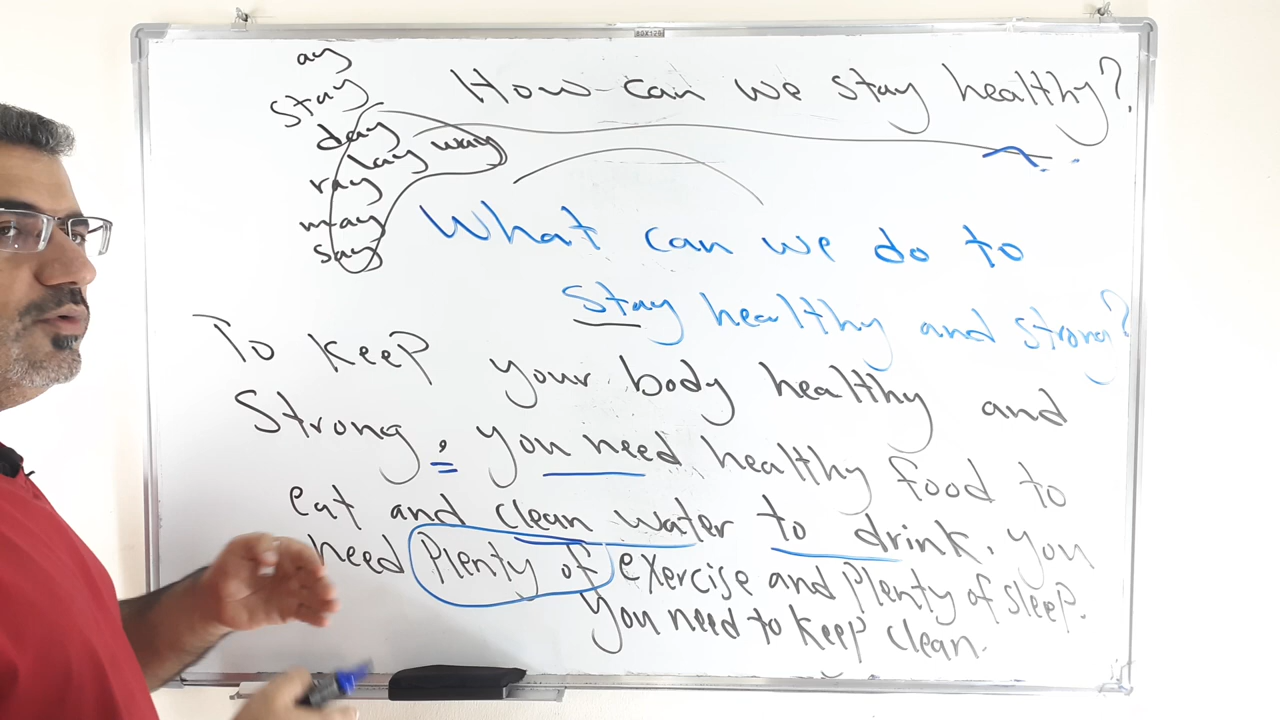 ay
stay
day
lay way
ray
may
say
How can we stay healthy?
What can we do to
stay healthy and strong?
To keep your body healthy and
Strong, you need healthy food to
eat and clean water to drink. you
need Plenty of exercise and Plenty of sleep.
You need to keep clean.